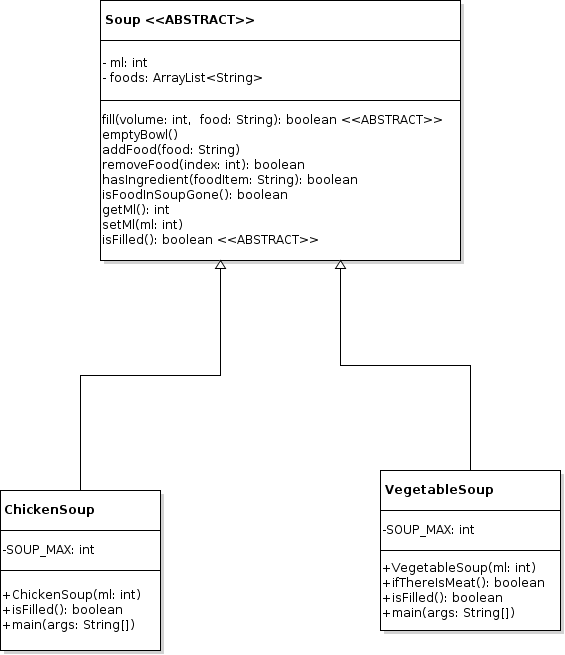 Soup <<ABSTRACT>>
- ml: int
- foods: ArrayList<String>
fill(volume: int,  food: String): boolean <<ABSTRACT>>
emptyBowl()
addFood(food: String)
removeFood(index: int): boolean
hasIngredient(foodItem: String): boolean
isFoodInSoupGone(): boolean
getMl(): int
setMl(ml: int)
isFilled(): boolean <<ABSTRACT>>
ChickenSoup
-SOUP_MAX: int
+ChickenSoup(ml: int)
+isFilled(): boolean
+main(args: String[])
VegetableSoup
-SOUP_MAX: int
+VegetableSoup(ml: int)
+ifThereIsMeat(): boolean
+isFilled(): boolean
+main(args: String[])